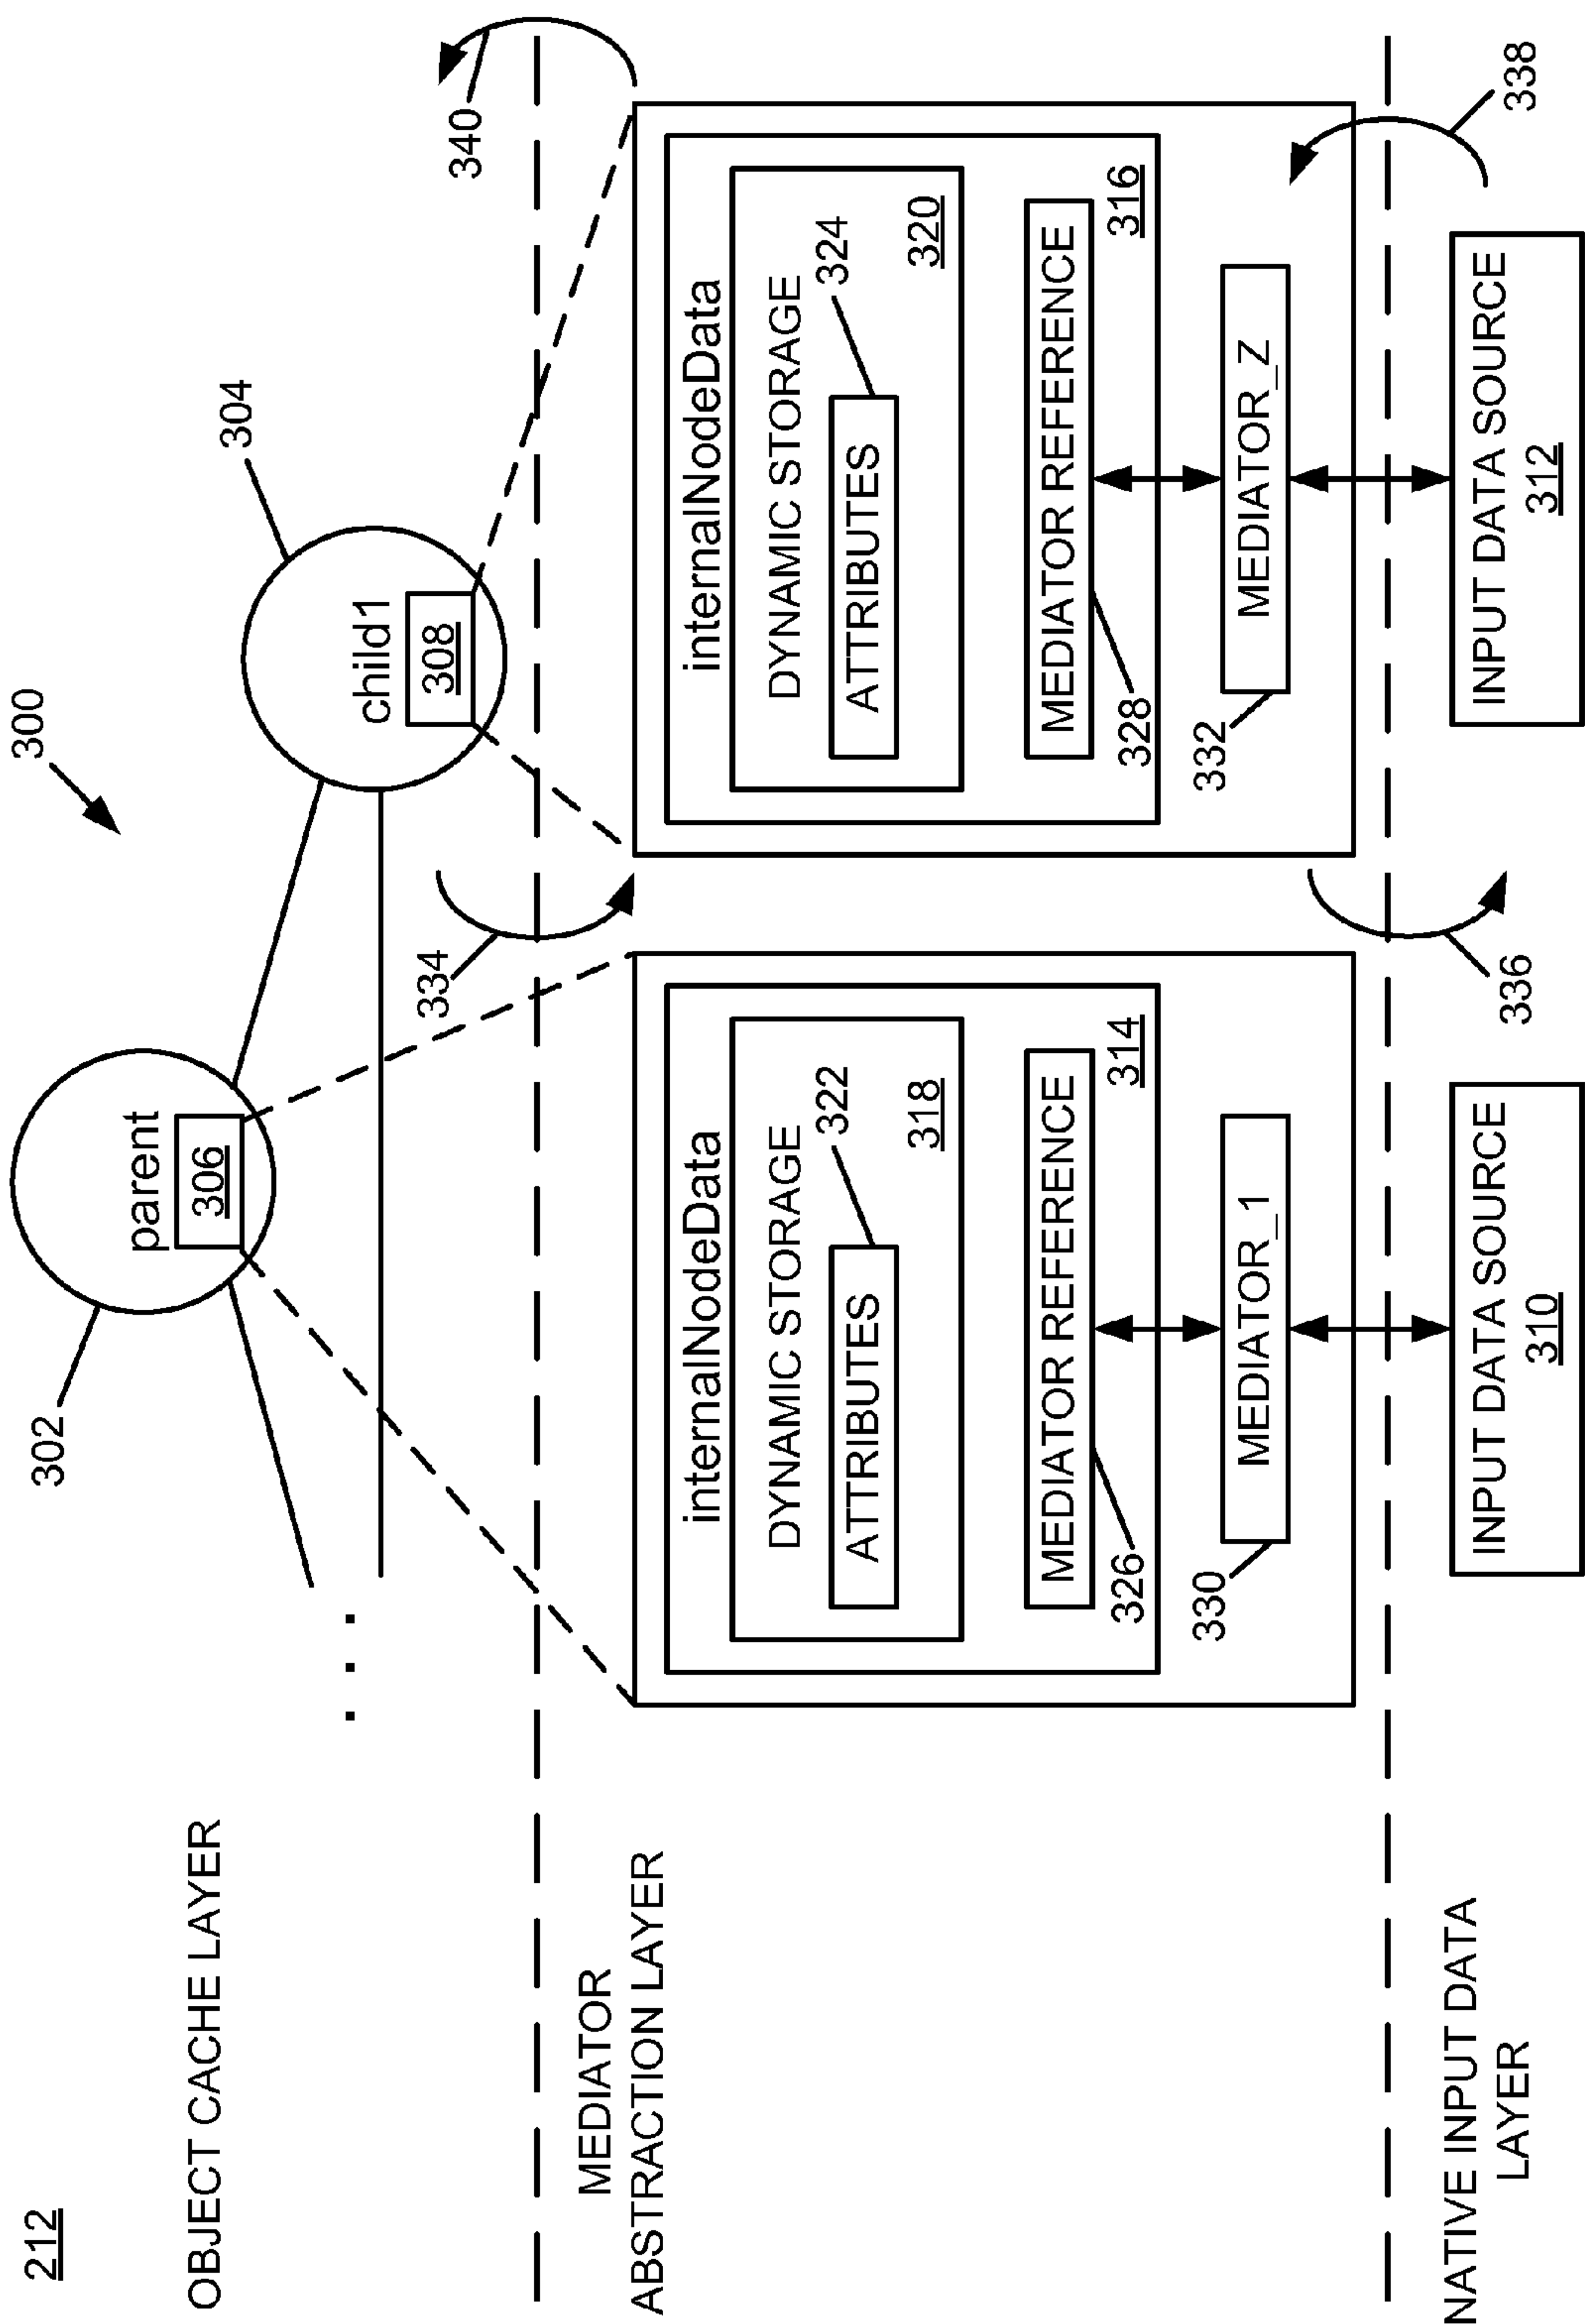 212
300
OBJECT CACHE LAYER
302
parent
306
304
child1
308
334
340
MEDIATOR
ABSTRACTION LAYER
internalNodeData
DYNAMIC STORAGE
322
ATTRIBUTES
318
MEDIATOR REFERENCE
314
326
330
MEDIATOR_1
internalNodeData
DYNAMIC STORAGE
324
ATTRIBUTES
320
MEDIATOR REFERENCE
316
328
332
MEDIATOR_Z
NATIVE INPUT DATA
LAYER
INPUT DATA SOURCE
310
336
INPUT DATA SOURCE
312
338
...